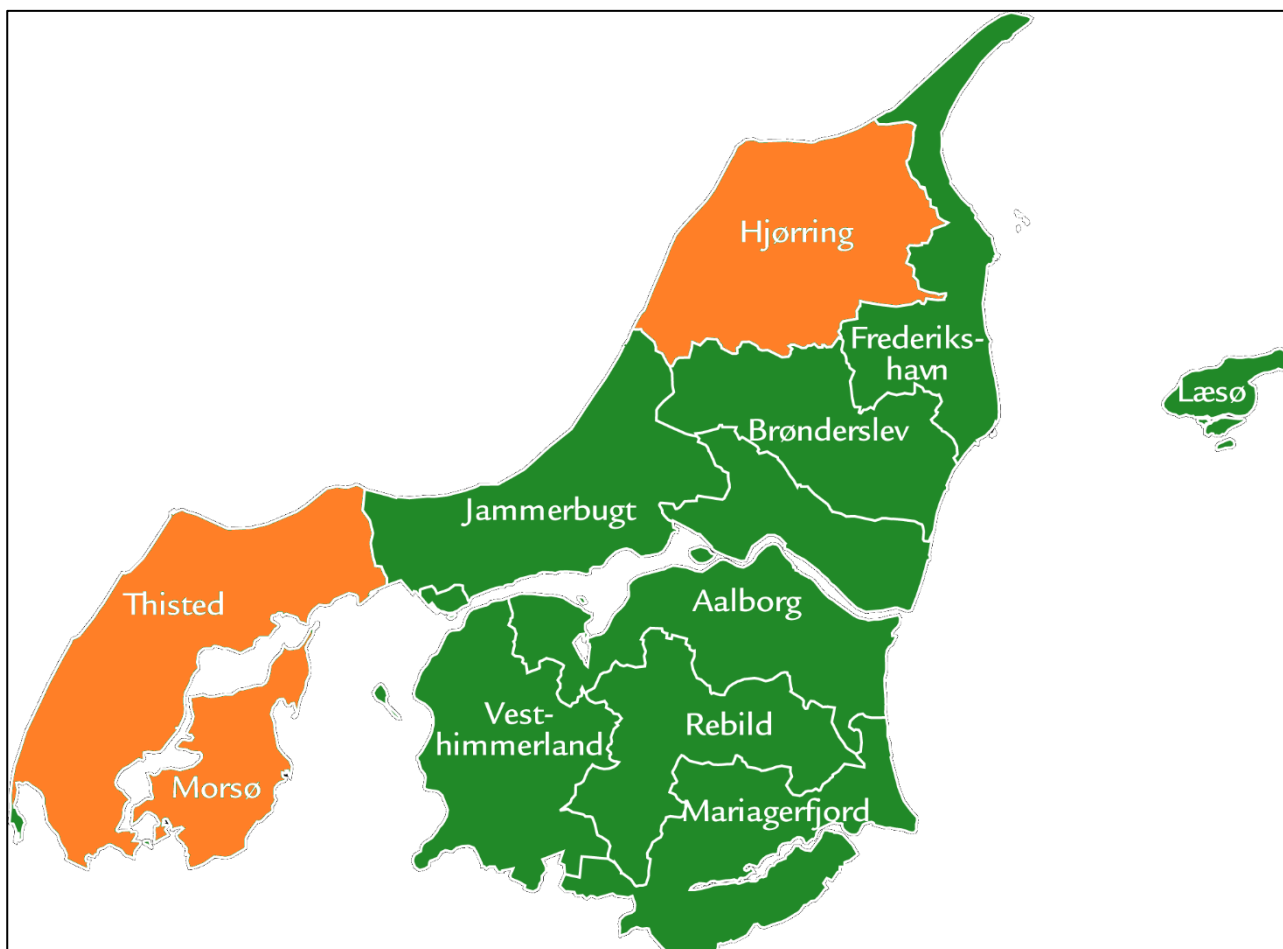 Hjørring
Frederiks-
havn
Læsø
Brønderslev
Jammerbugt
Thisted
Aalborg
Vest-
himmerland
Rebild
Morsø
Mariagerfjord